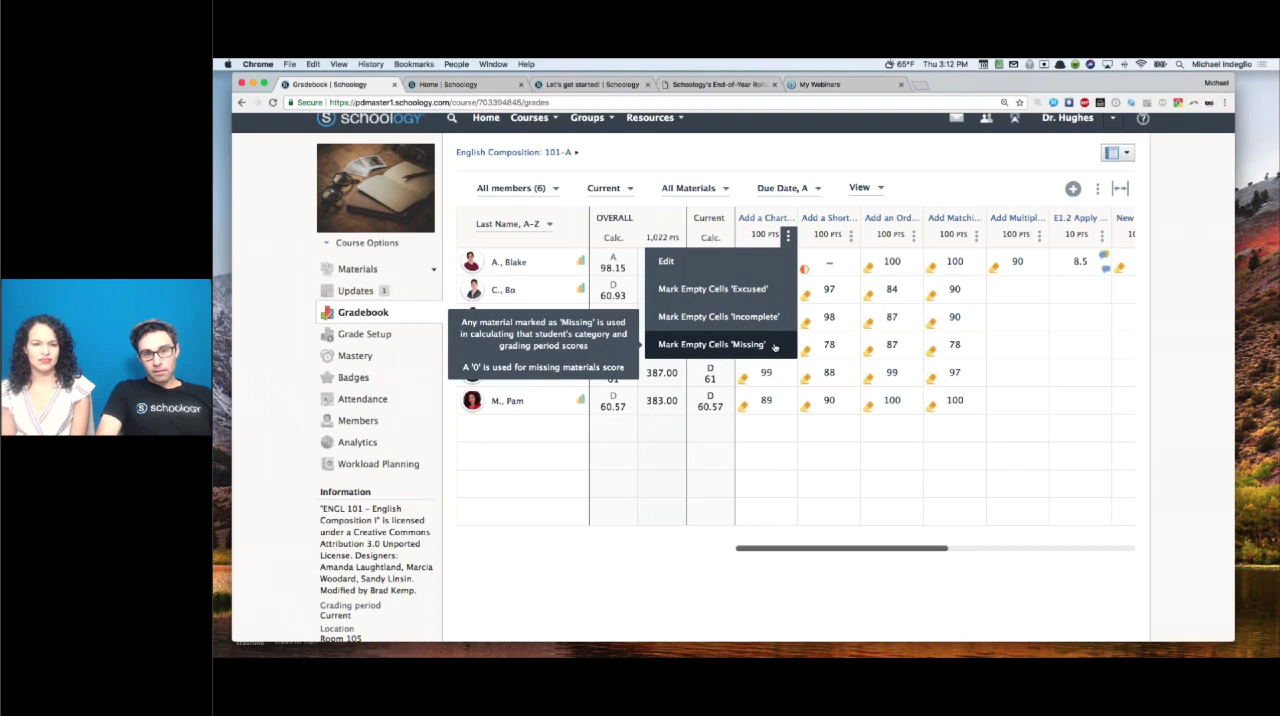 Chrome File Edit View History Bookmarks People Window Help 65°F Thu 3:12 PM Michael Indeglio
Gradebook | Schoology Home | Schoology Let's get started! | Schoology Schoology's End-of-Year Rollo My Webinars Michael
Secure https://pdmaster1.schoology.com/course/703394845/grades
SCHOOLOGY Home Courses Groups Resources Dr. Hughes
English Composition: 101-A
All members (6) Current All Materials Due Date, A View
Last Name, A-Z OVERALL Current Add a Chart... Add a Short... Add an Ord... Add Matchi... Add Multipl... E1.2 Apply ... New
Calc. 1,022 PTS Calc. 100 PTS 100 PTS 100 PTS 100 PTS 100 PTS 10 PTS 10
A., Blake A 98.15 – 100 100 90 8.5
C., Bo D 60.93 97 84 90
98 87 90
78 87 78
61 387.00 D 61 99 88 99 97
M., Pam D 60.57 383.00 D 60.57 89 90 100 100
Edit
Mark Empty Cells 'Excused'
Mark Empty Cells 'Incomplete'
Mark Empty Cells 'Missing'
Any material marked as 'Missing' is used
in calculating that student's category and
grading period scores
A '0' is used for missing materials score
Course Options
Materials
Updates 1
Gradebook
Grade Setup
Mastery
Badges
Attendance
Members
Analytics
Workload Planning
Information
"ENGL 101 – English
Composition I" is licensed
under a Creative Commons
Attribution 3.0 Unported
License. Designers:
Amanda Laughtland, Marcia
Woodard, Sandy Linsin.
Modified by Brad Kemp.
Grading period
Current
Location
Room 105
S schoology